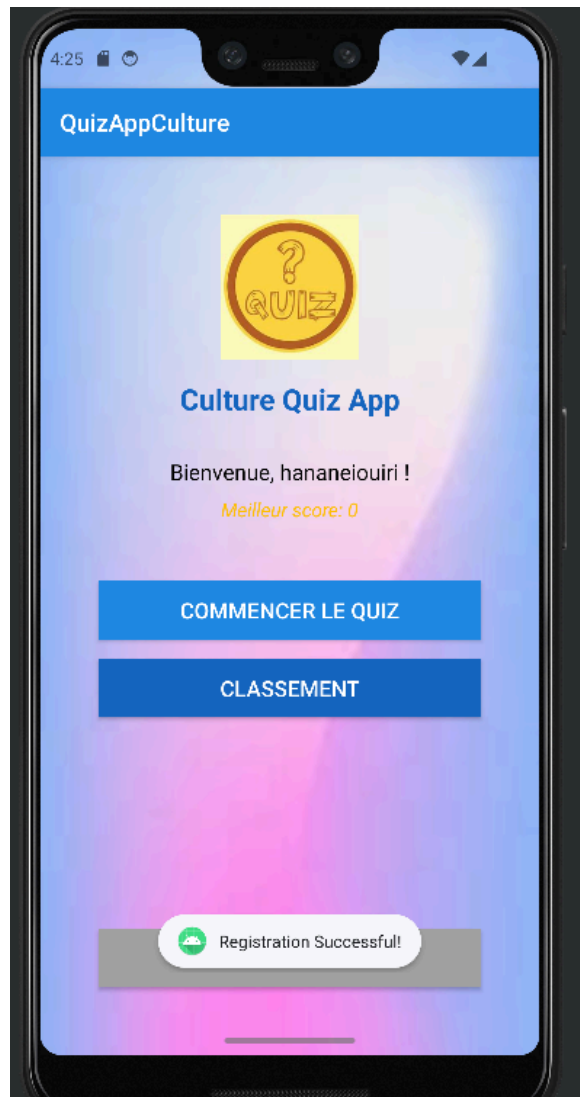 4:25
QuizAppCulture
?
QUIZ
Culture Quiz App
Bienvenue, hananeiouiri !
Meilleur score: 0
COMMENCER LE QUIZ
CLASSEMENT
Registration Successful!